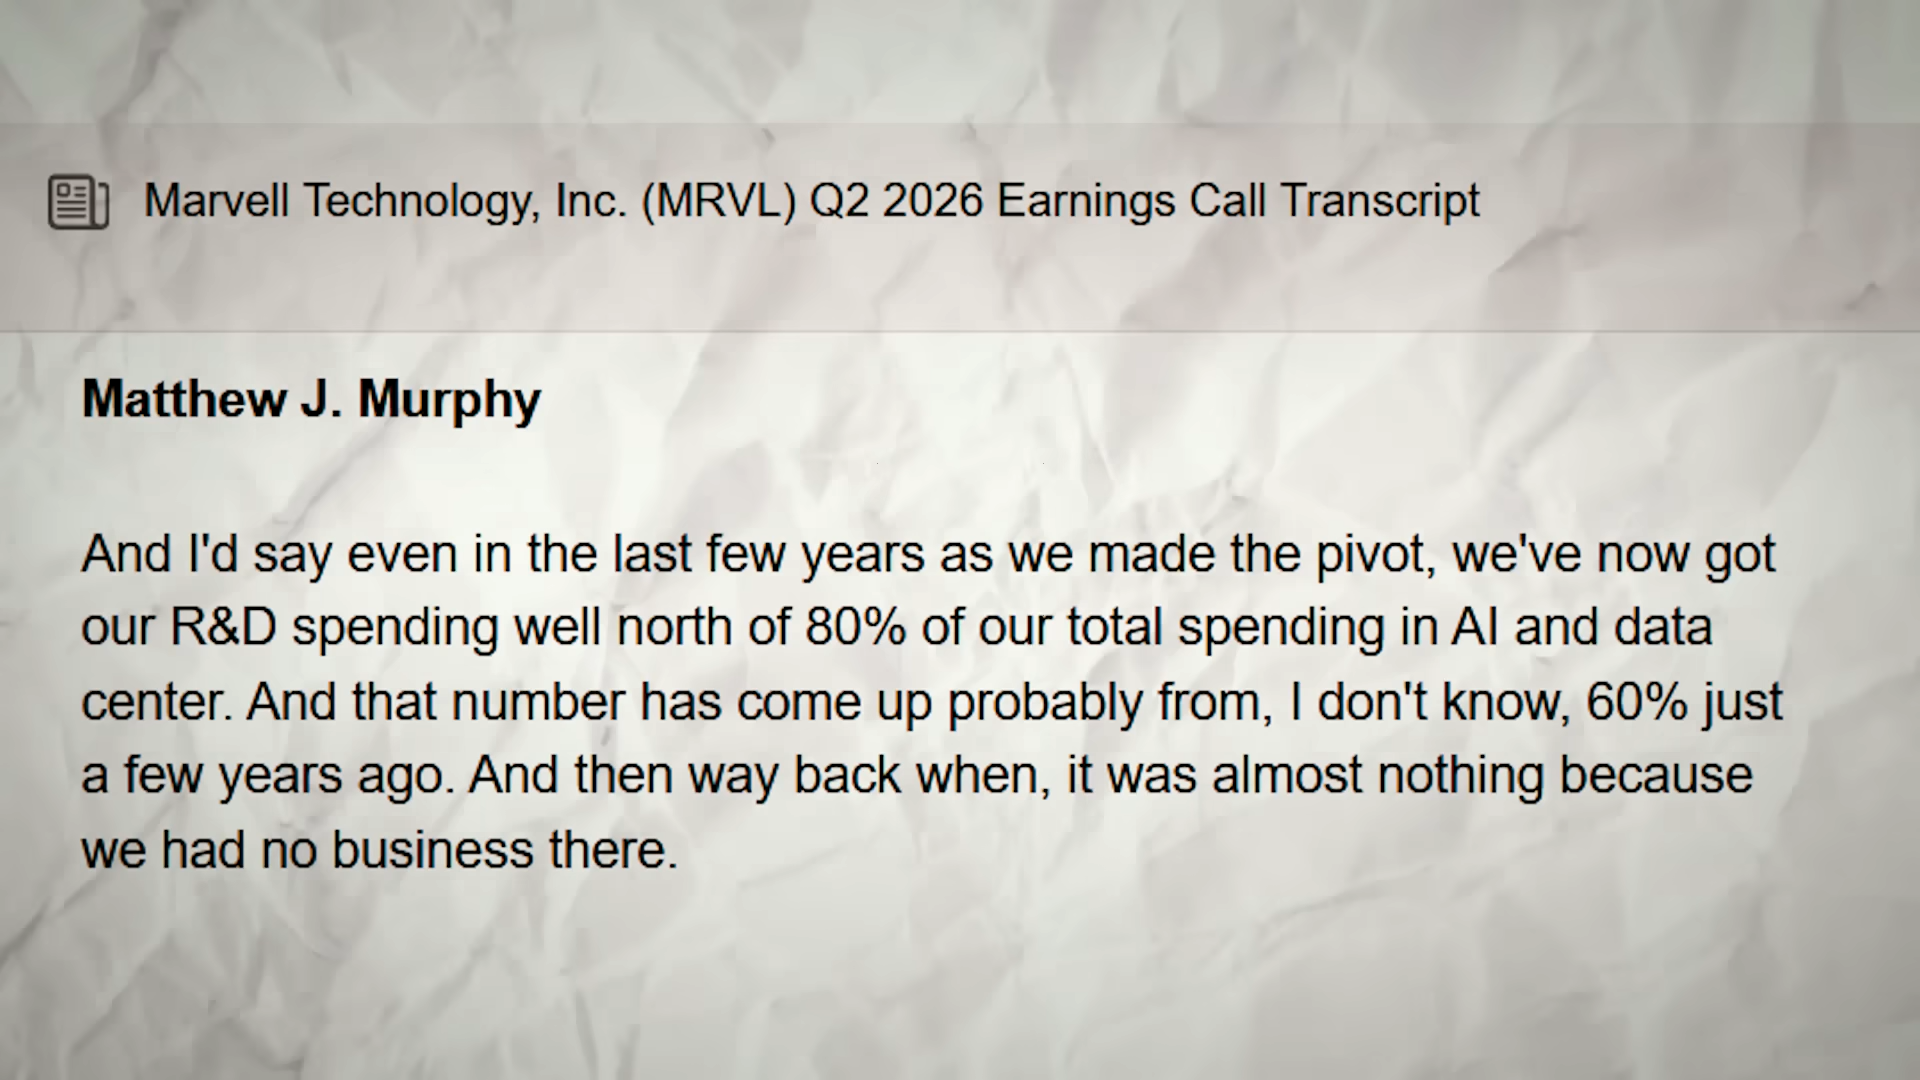 Marvell Technology, Inc. (MRVL) Q2 2026 Earnings Call Transcript
Matthew J. Murphy
And I'd say even in the last few years as we made the pivot, we've now got
our R&D spending well north of 80% of our total spending in AI and data
center. And that number has come up probably from, I don't know, 60% just
a few years ago. And then way back when, it was almost nothing because
we had no business there.